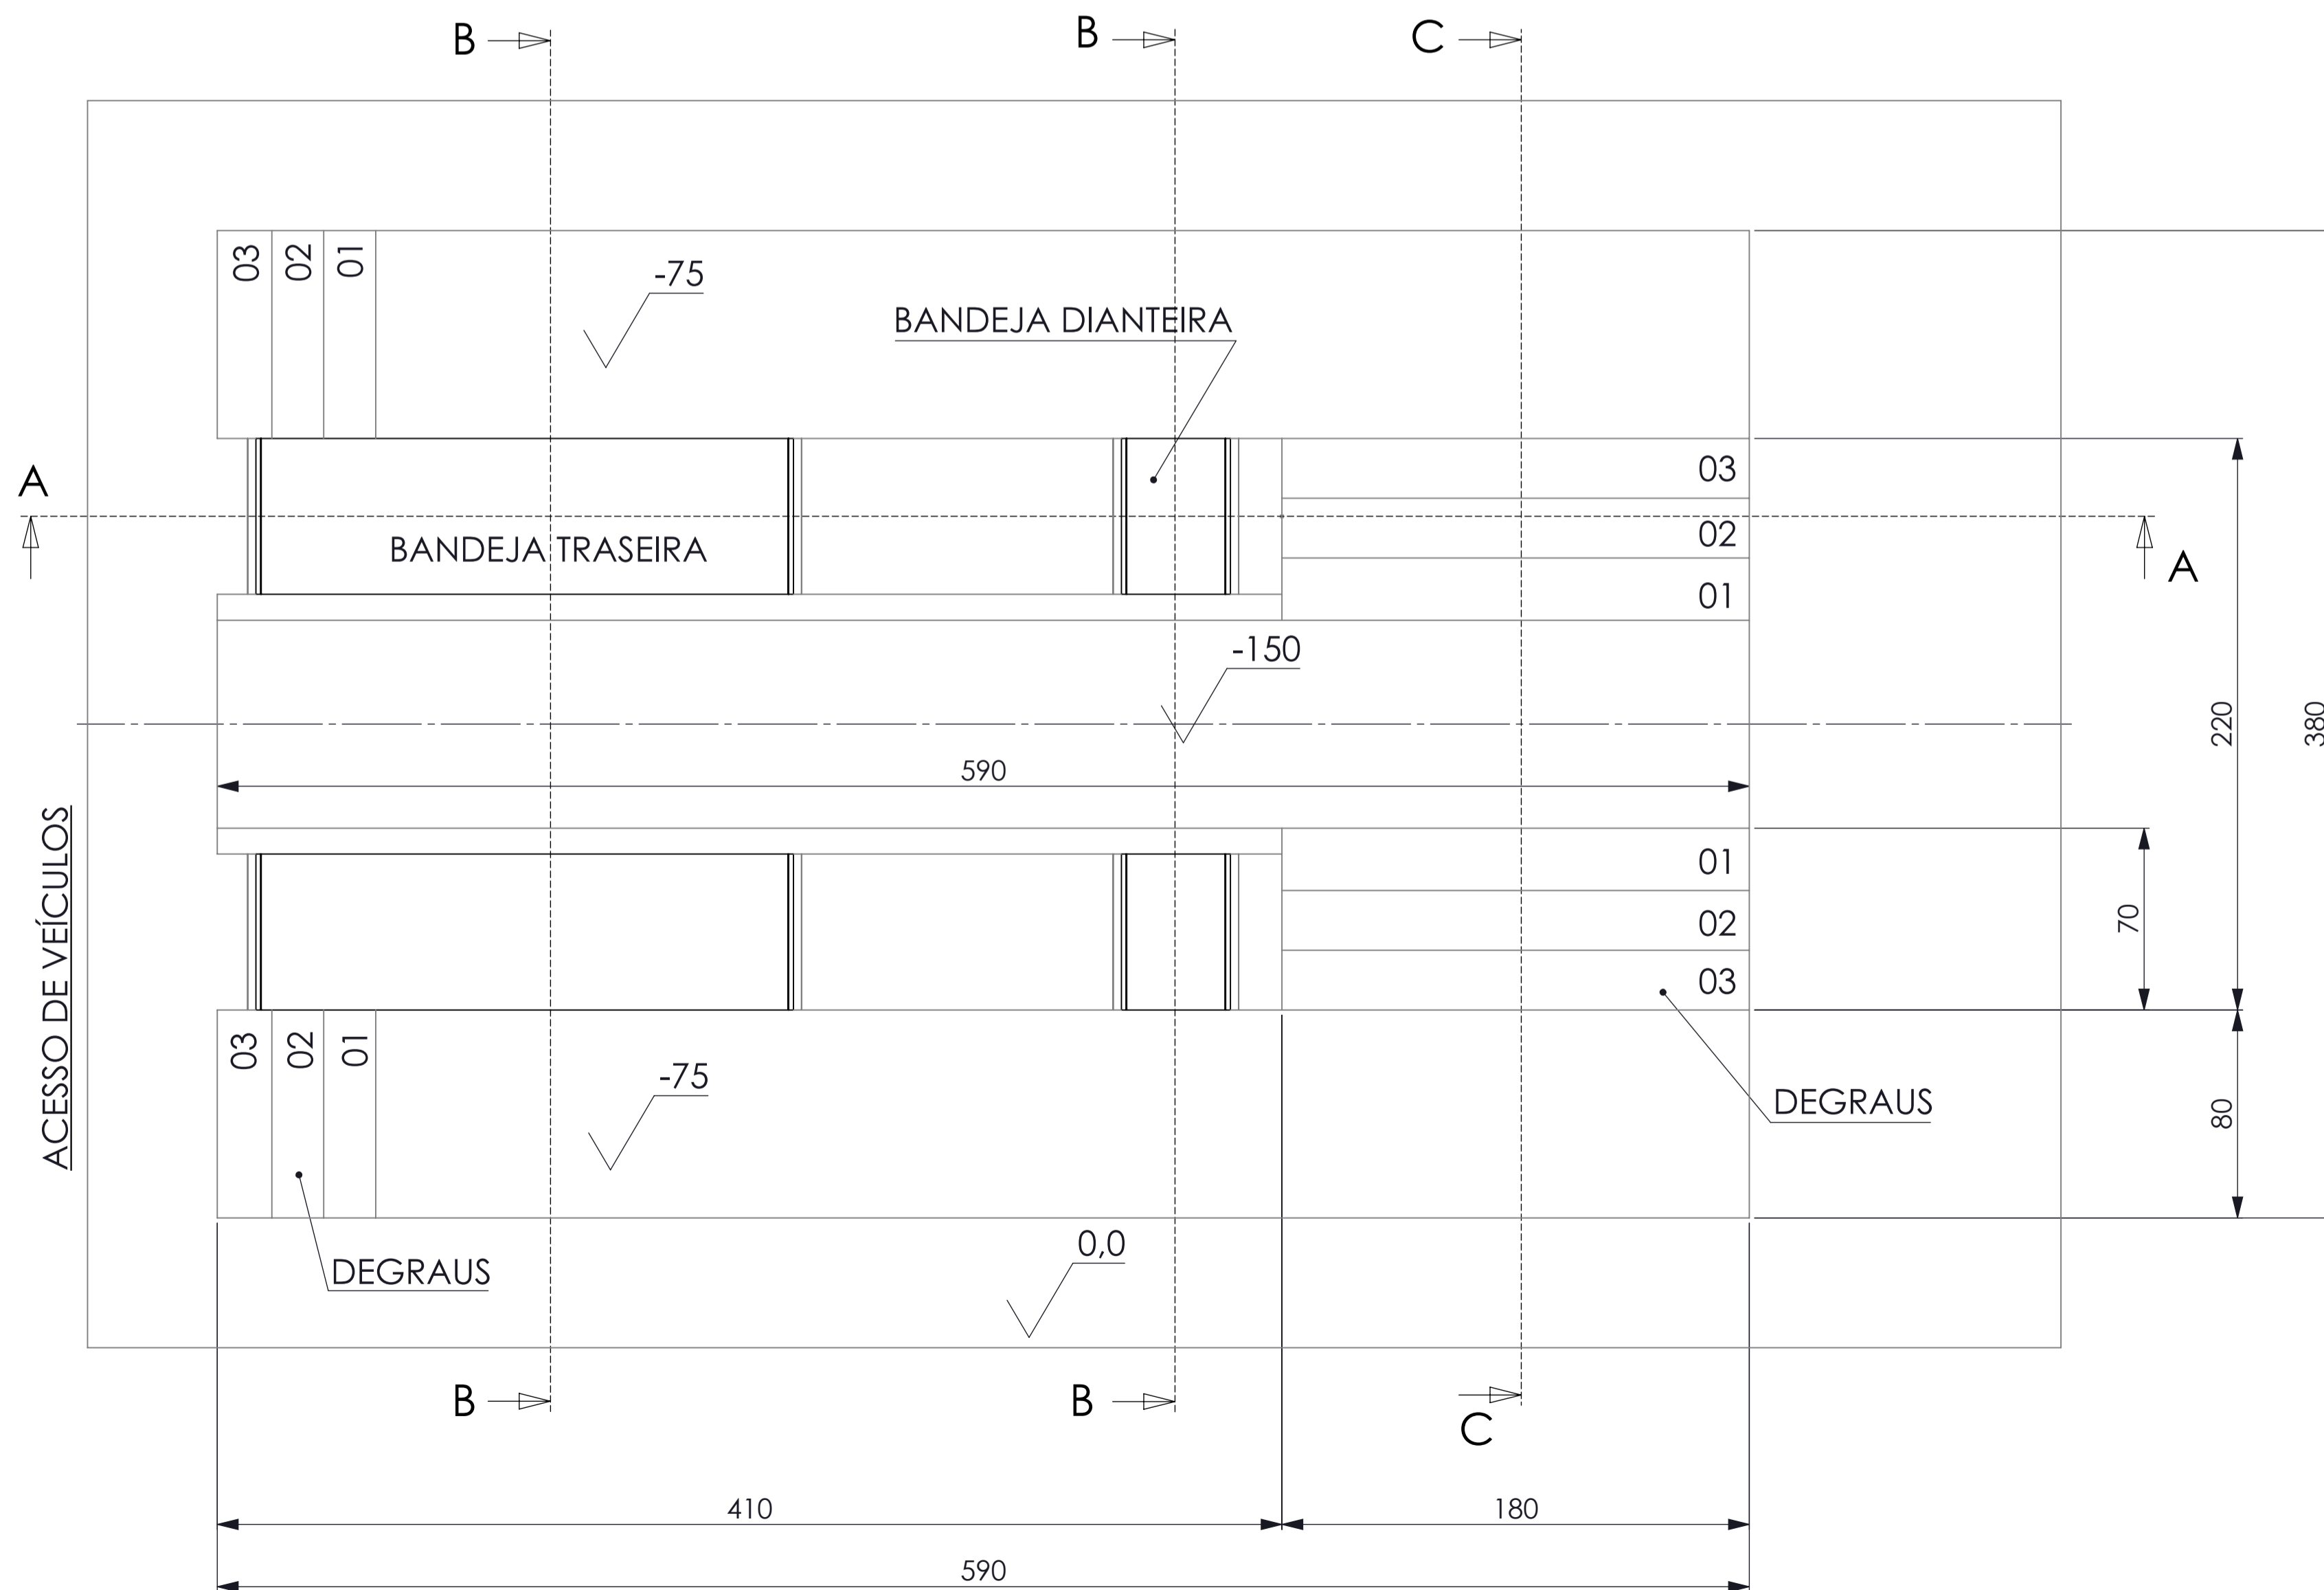 B
B
C
03
02
01
-75
BANDEJA DIANTEIRA
A
03
BANDEJA TRASEIRA
02
A
01
-150
220
380
590
ACESSO DE VEÍCULOS
01
02
70
03
03
02
01
-75
DEGRAUS
80
DEGRAUS
0,0
B
B
C
410
180
590